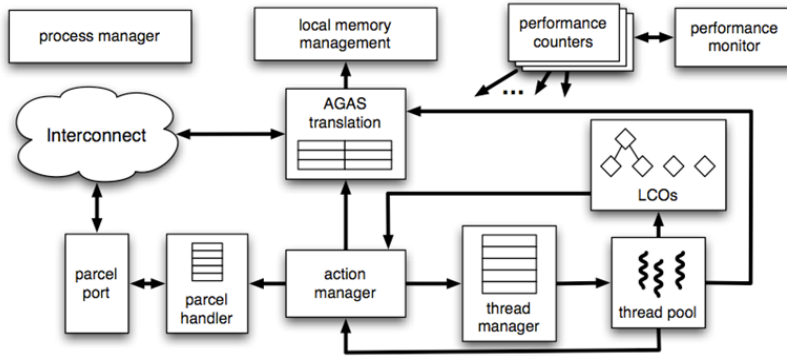 process manager
local memory
management
performance
counters
performance
monitor
...
AGAS
translation
Interconnect
LCOs
parcel
port
parcel
handler
action
manager
thread
manager
thread pool